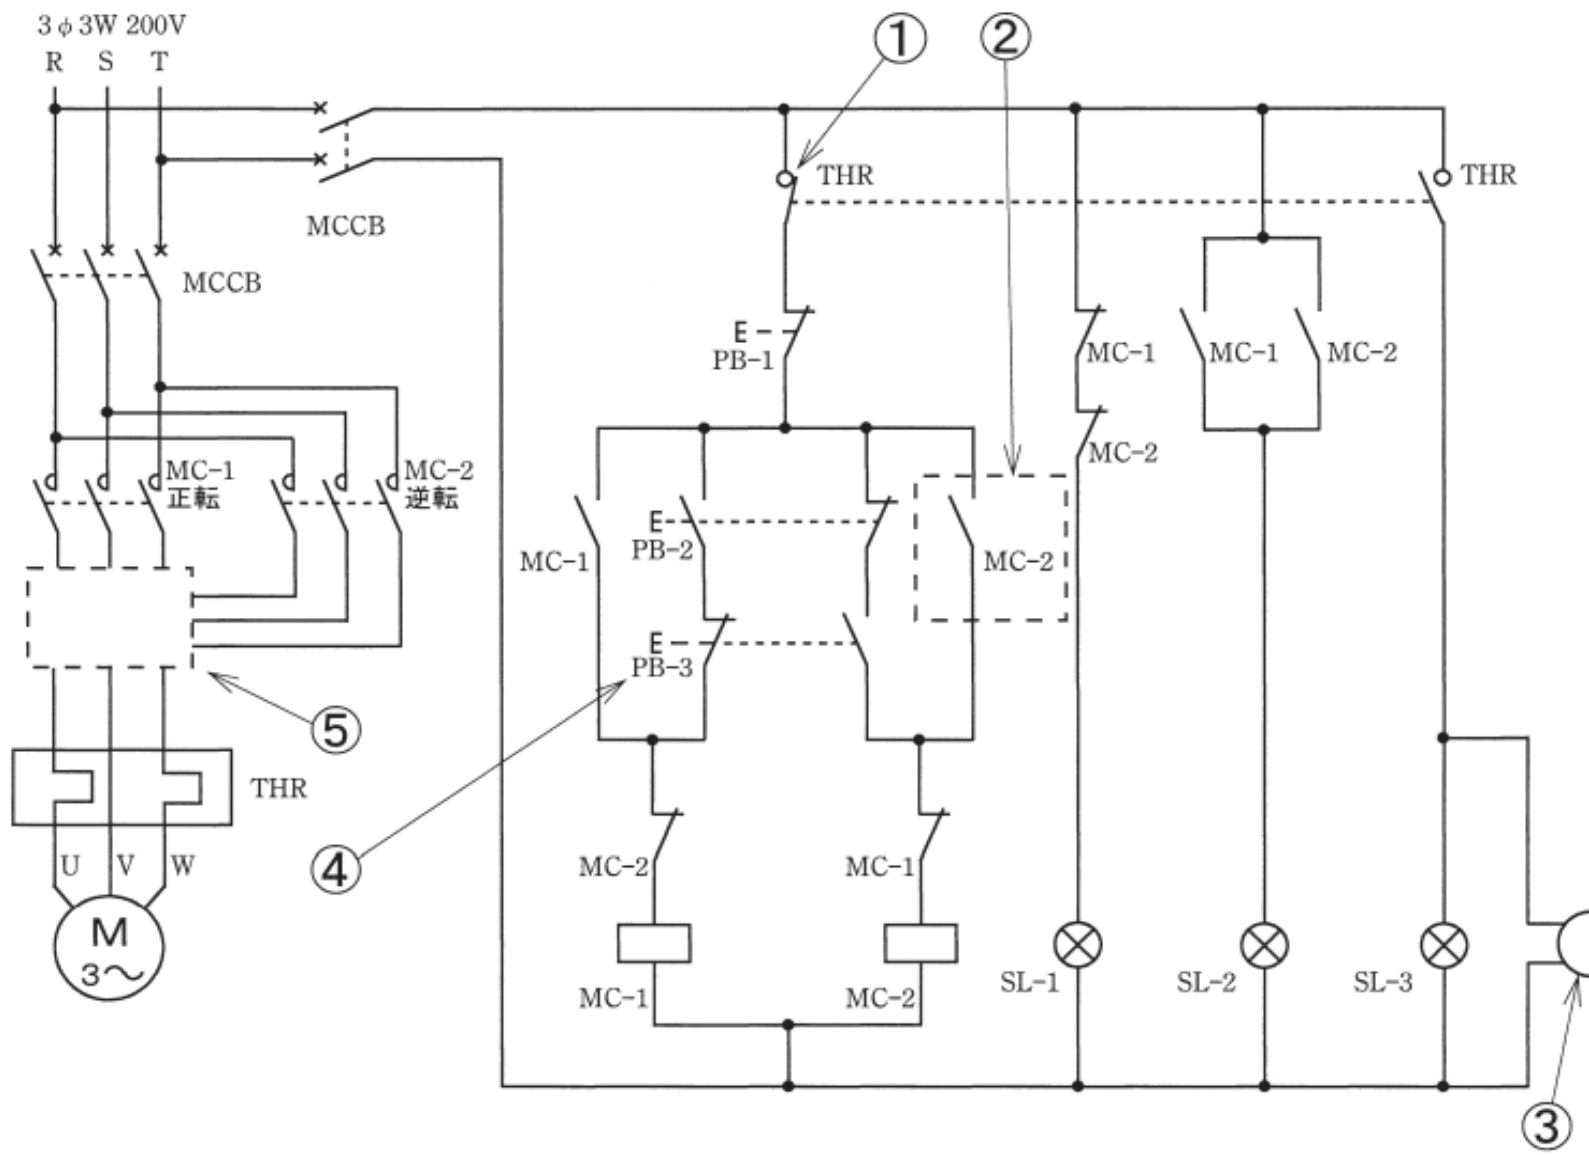 3φ3W 200V
R S T
① ②
THR THR
MCCB
MCCB
PB-1
MC-1 MC-1 MC-2
MC-2
MC-1
正転
MC-2
逆転
PB-2
MC-1 MC-2
PB-3
⑤
THR
④
U V W
MC-2 MC-1
M
3～
SL-1 SL-2 SL-3
MC-1 MC-2
③